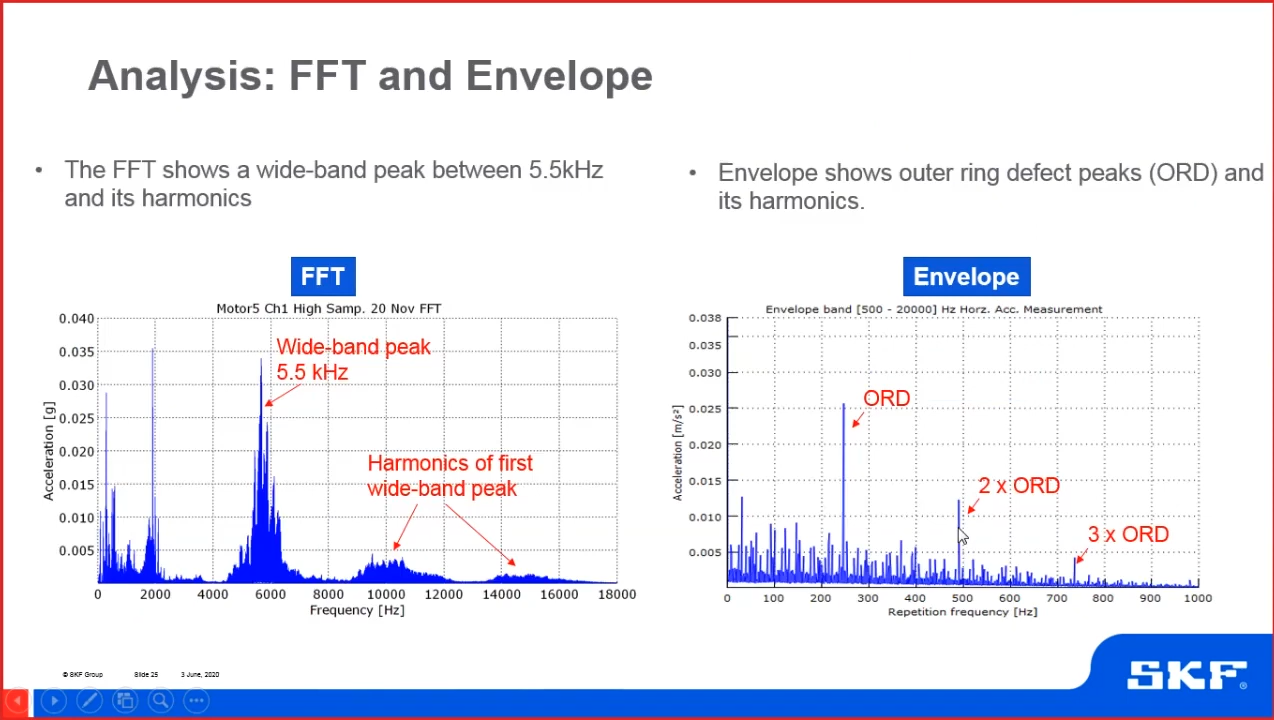 Analysis: FFT and Envelope
• The FFT shows a wide-band peak between 5.5kHz
and its harmonics
• Envelope shows outer ring defect peaks (ORD) and
its harmonics.
FFT
Motor5 Ch1 High Samp. 20 Nov FFT
Acceleration [g]
0.040
0.035
0.030
0.025
0.020
0.015
0.010
0.005
Wide-band peak
5.5 kHz
Harmonics of first
wide-band peak
0 2000 4000 6000 8000 10000 12000 14000 16000 18000
Frequency [Hz]
Envelope
Envelope band [500 - 20000] Hz Horz. Acc. Measurement
Acceleration [m/s²]
0.038
0.035
0.030
0.025
0.020
0.015
0.010
0.005
ORD
2 x ORD
3 x ORD
0 100 200 300 400 500 600 700 800 900 1000
Repetition frequency [Hz]
© SKF Group Slide 25 3 June, 2020
SKF®